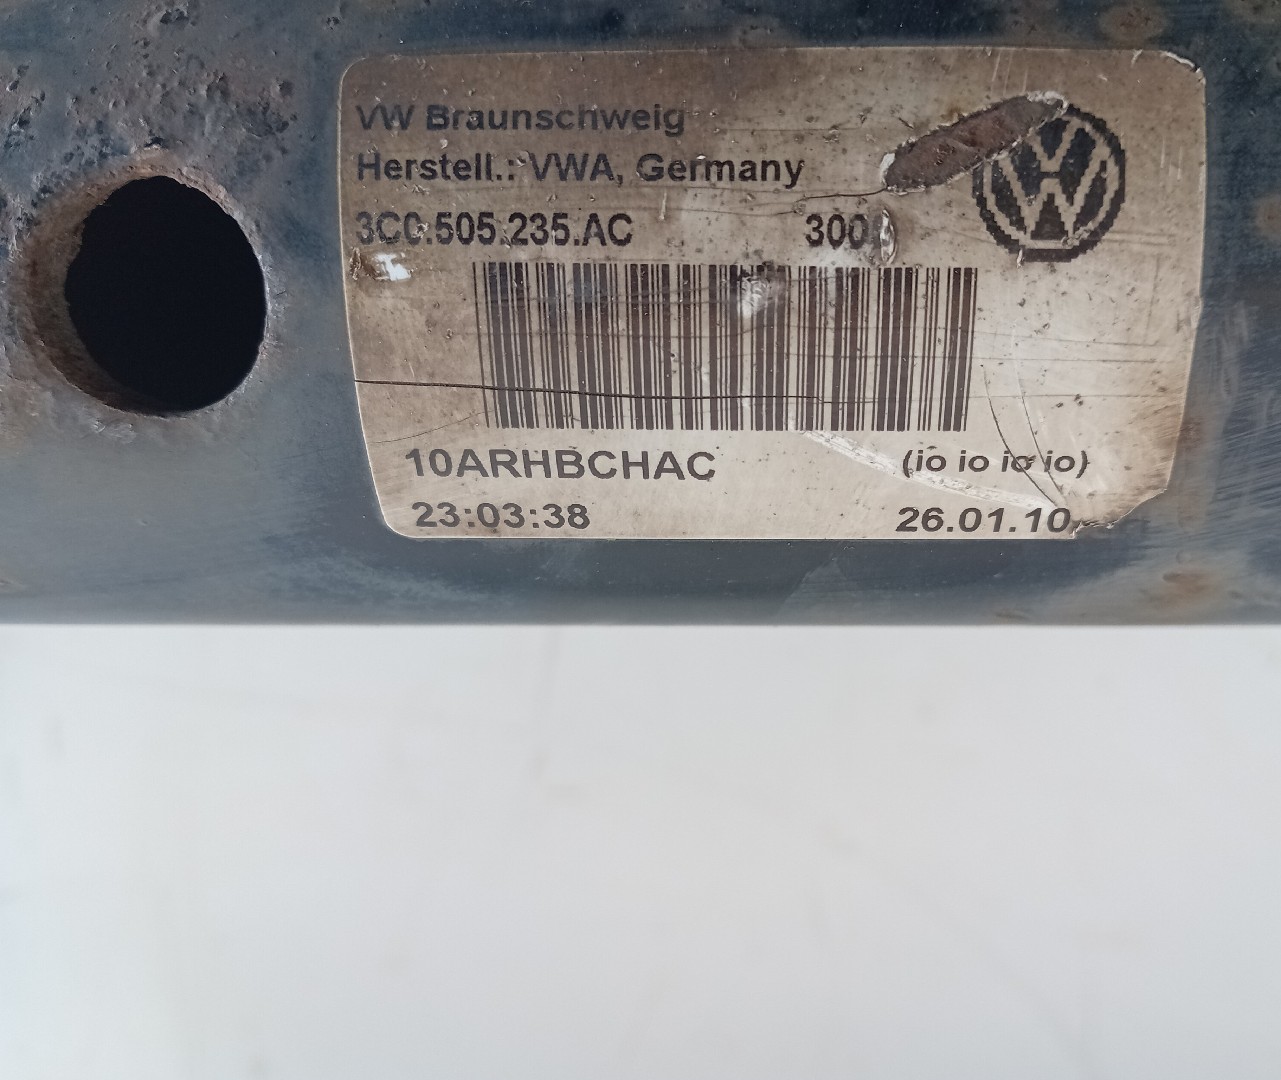 VW Braunschweig
Herstell.: VWA, Germany
3C0.505.235.AC 300
10ARHBCHAC (io io io io)
23:03:38 26.01.10